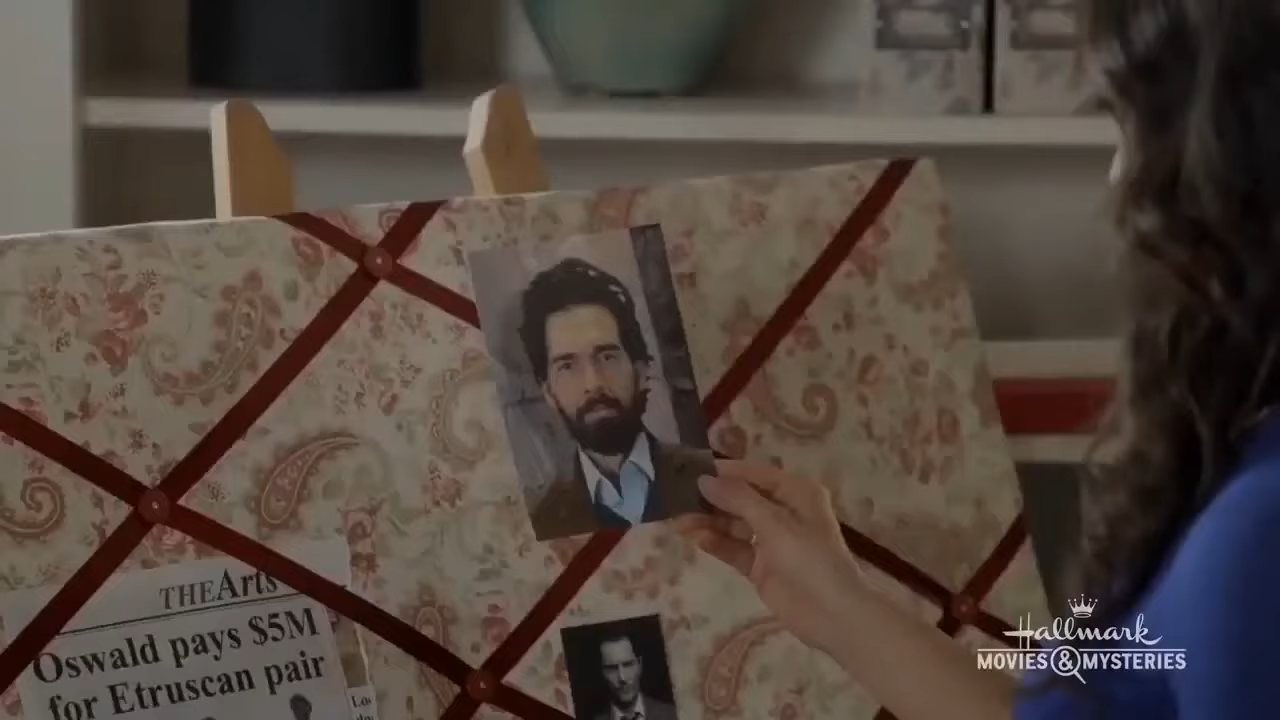 THE Arts
Oswald pays $5M
for Etruscan pair
Hallmark
MOVIES & MYSTERIES